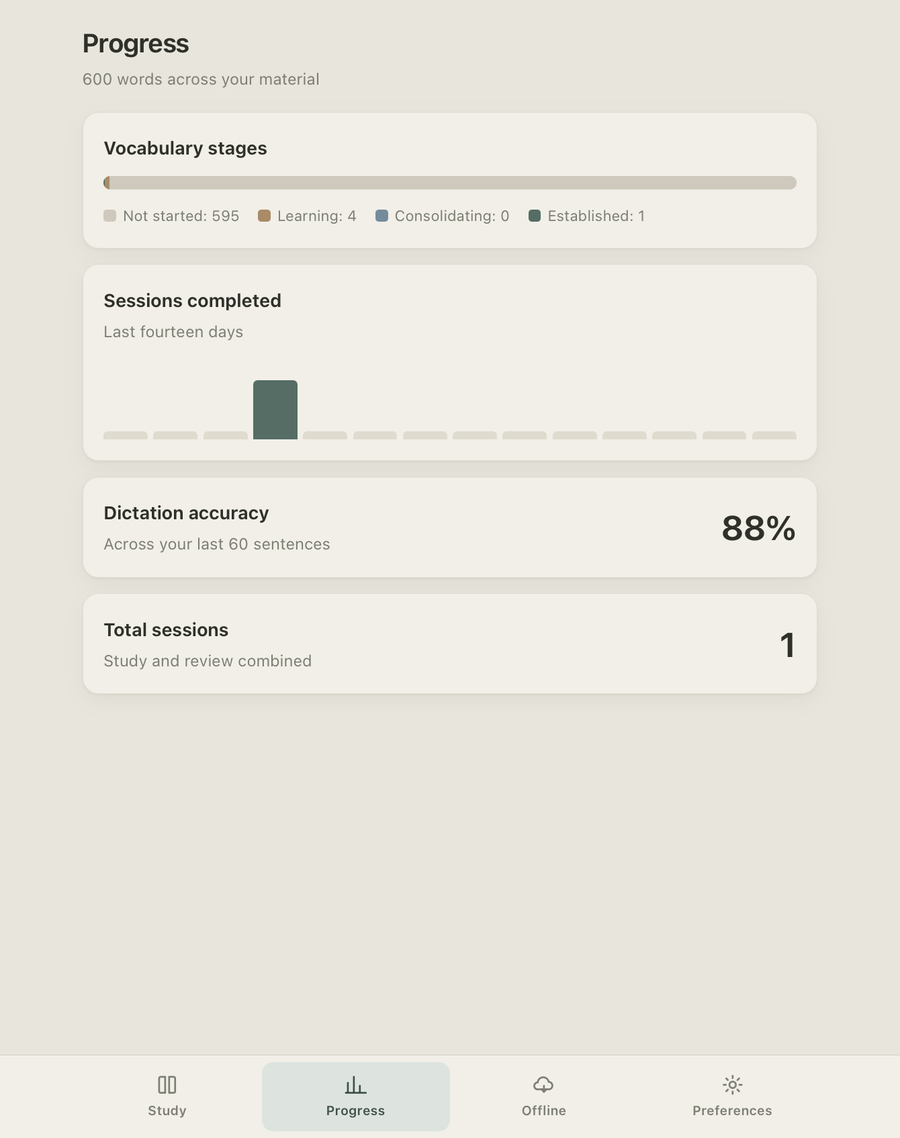 Progress
600 words across your material
Vocabulary stages
Not started: 595 Learning: 4 Consolidating: 0 Established: 1
Sessions completed
Last fourteen days
Dictation accuracy
Across your last 60 sentences
88%
Total sessions
Study and review combined
1
Study Progress Offline Preferences